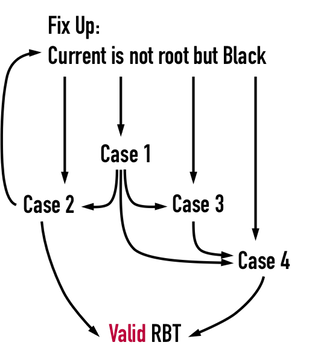 Fix Up:
Current is not root but Black
Case 1
Case 2
Case 3
Case 4
Valid RBT